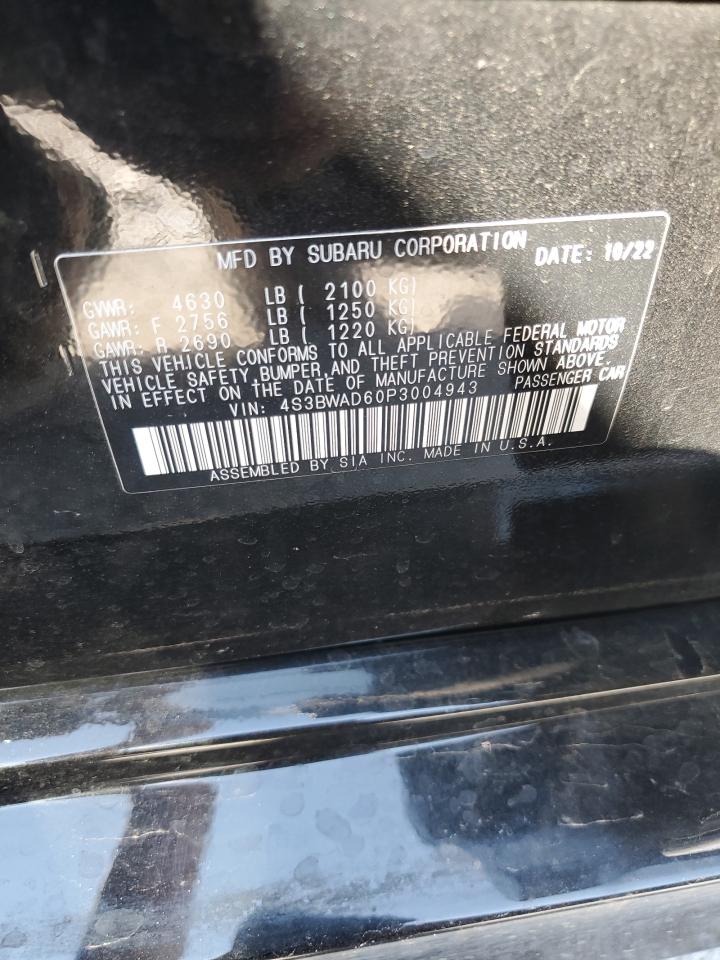 MFD BY SUBARU CORPORATION DATE: 10/22
GVWR: 4630 LB ( 2100 KG)
GAWR: F 2756 LB ( 1250 KG)
GAWR: R 2690 LB ( 1220 KG)
THIS VEHICLE CONFORMS TO ALL APPLICABLE FEDERAL MOTOR
VEHICLE SAFETY, BUMPER, AND THEFT PREVENTION STANDARDS
IN EFFECT ON THE DATE OF MANUFACTURE SHOWN ABOVE.
VIN: 4S3BWAD60P3004943 PASSENGER CAR
ASSEMBLED BY SIA INC. MADE IN U.S.A.